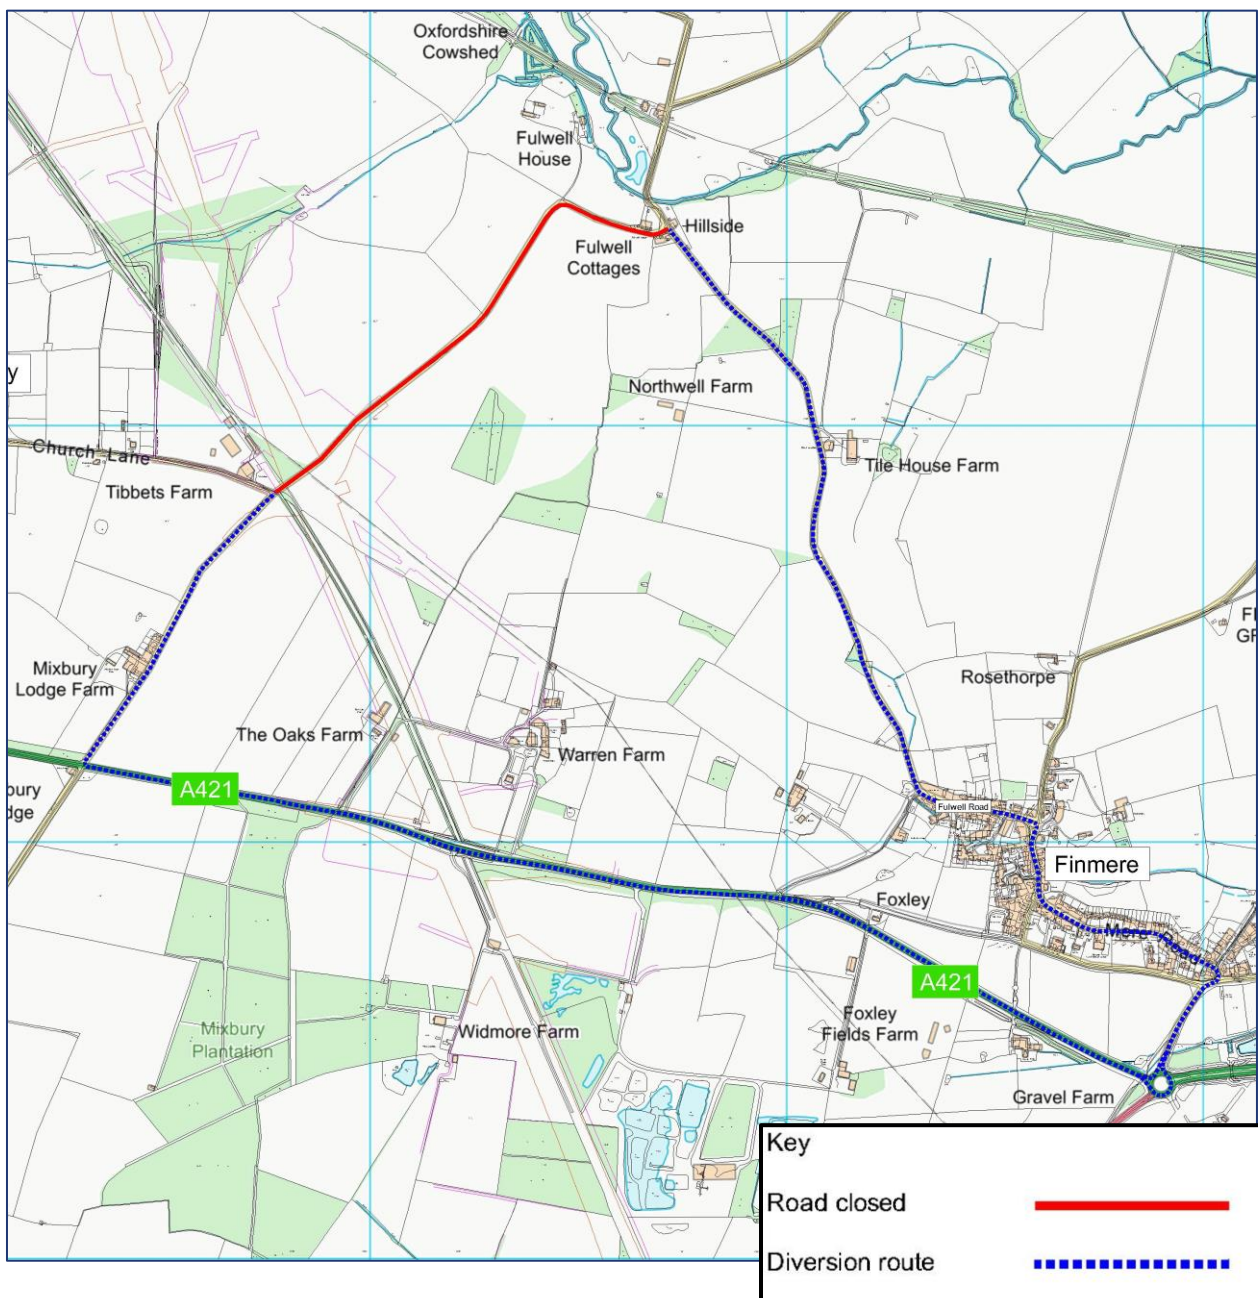 Oxfordshire
Cowshed
Fulwell
House
Hillside
Fulwell
Cottages
y
Northwell Farm
Church Lane
Tile House Farm
Tibbets Farm
Mixbury
Lodge Farm
Rosethorpe
The Oaks Farm
Warren Farm
A421
Fulwell Road
Finmere
Foxley
Mere Road
A421
Mixbury
Plantation
Widmore Farm
Foxley
Fields Farm
Gravel Farm
Key
Road closed
Diversion route